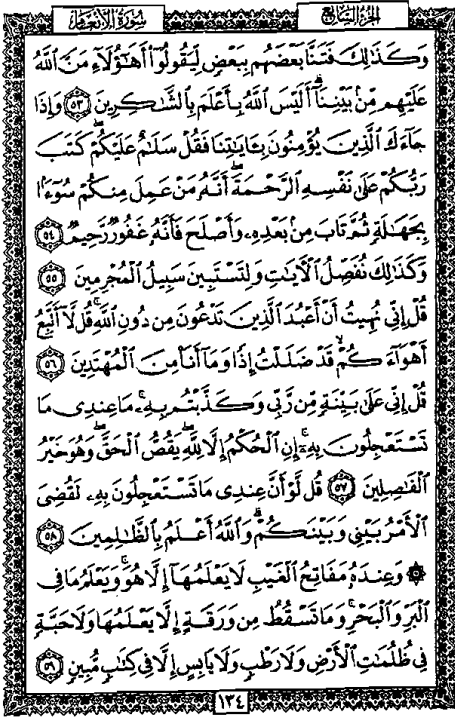 الجزء السابع
سورة الأنعام
وَكَذَٰلِكَ فَتَنَّا بَعْضَهُم بِبَعْضٍ لِّيَقُولُوٓا۟ أَهَٰٓؤُلَآءِ مَنَّ ٱللَّهُ
عَلَيْهِم مِّنۢ بَيْنِنَآ ۗ أَلَيْسَ ٱللَّهُ بِأَعْلَمَ بِٱلشَّٰكِرِينَ ٥٣ وَإِذَا
جَآءَكَ ٱلَّذِينَ يُؤْمِنُونَ بِـَٔايَٰتِنَا فَقُلْ سَلَٰمٌ عَلَيْكُمْ ۖ كَتَبَ
رَبُّكُمْ عَلَىٰ نَفْسِهِ ٱلرَّحْمَةَ ۖ أَنَّهُۥ مَنْ عَمِلَ مِنكُمْ سُوٓءًۢا
بِجَهَٰلَةٍ ثُمَّ تَابَ مِنۢ بَعْدِهِۦ وَأَصْلَحَ فَأَنَّهُۥ غَفُورٌ رَّحِيمٌ ٥٤
وَكَذَٰلِكَ نُفَصِّلُ ٱلْـَٔايَٰتِ وَلِتَسْتَبِينَ سَبِيلُ ٱلْمُجْرِمِينَ ٥٥
قُلْ إِنِّى نُهِيتُ أَنْ أَعْبُدَ ٱلَّذِينَ تَدْعُونَ مِن دُونِ ٱللَّهِ ۚ قُل لَّآ أَتَّبِعُ
أَهْوَآءَكُمْ ۙ قَدْ ضَلَلْتُ إِذًا وَمَآ أَنَا۠ مِنَ ٱلْمُهْتَدِينَ ٥٦
قُلْ إِنِّى عَلَىٰ بَيِّنَةٍ مِّن رَّبِّى وَكَذَّبْتُم بِهِۦ ۚ مَا عِندِى مَا
تَسْتَعْجِلُونَ بِهِۦٓ ۚ إِنِ ٱلْحُكْمُ إِلَّا لِلَّهِ ۖ يَقُصُّ ٱلْحَقَّ ۖ وَهُوَ خَيْرُ
ٱلْفَٰصِلِينَ ٥٧ قُل لَّوْ أَنَّ عِندِى مَا تَسْتَعْجِلُونَ بِهِۦ لَقُضِىَ
ٱلْأَمْرُ بَيْنِى وَبَيْنَكُمْ ۗ وَٱللَّهُ أَعْلَمُ بِٱلظَّٰلِمِينَ ٥٨
۞ وَعِندَهُۥ مَفَاتِحُ ٱلْغَيْبِ لَا يَعْلَمُهَآ إِلَّا هُوَ ۚ وَيَعْلَمُ مَا فِى
ٱلْبَرِّ وَٱلْبَحْرِ ۚ وَمَا تَسْقُطُ مِن وَرَقَةٍ إِلَّا يَعْلَمُهَا وَلَا حَبَّةٍ
فِى ظُلُمَٰتِ ٱلْأَرْضِ وَلَا رَطْبٍ وَلَا يَابِسٍ إِلَّا فِى كِتَٰبٍ مُّبِينٍ ٥٩
١٣٤